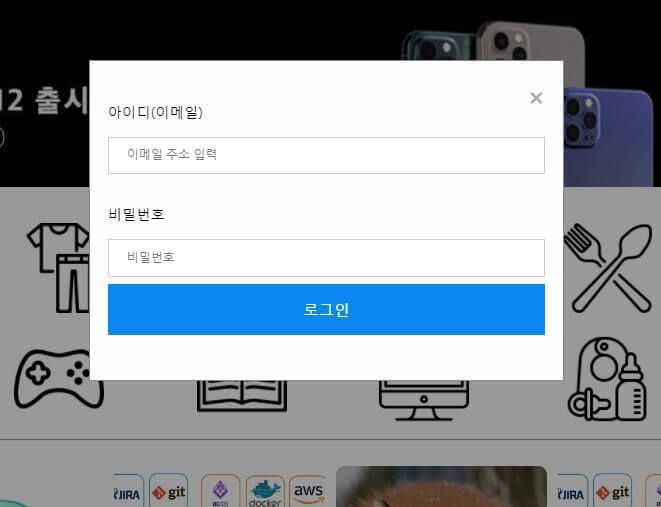 12 출시
×
아이디(이메일)
이메일 주소 입력
비밀번호
비밀번호
로그인
JIRA
git
docker
aws
JIRA
git